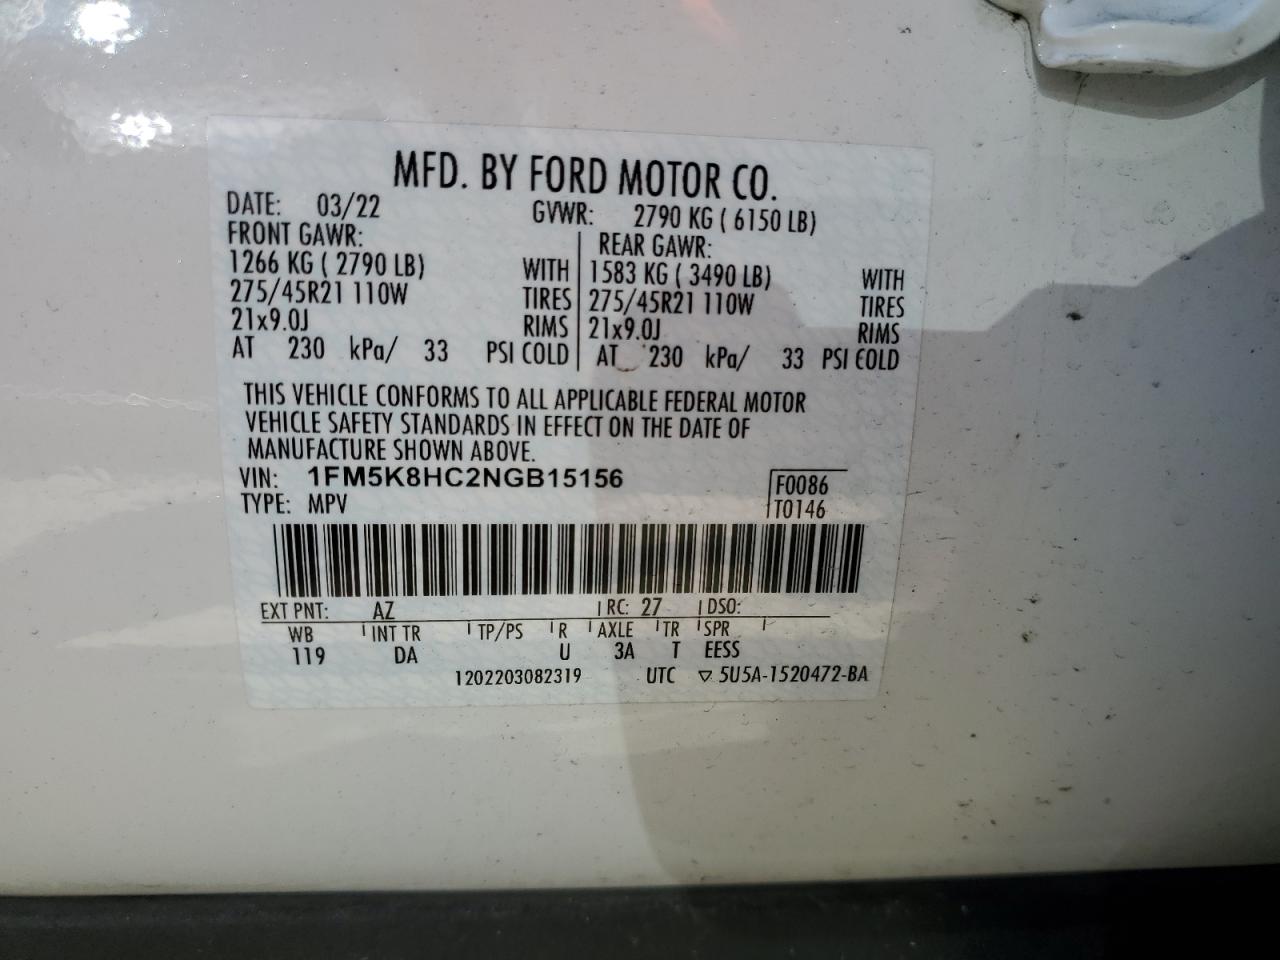 MFD. BY FORD MOTOR CO.
DATE: 03/22 GVWR: 2790 KG ( 6150 LB)
FRONT GAWR: REAR GAWR:
1266 KG ( 2790 LB) WITH 1583 KG ( 3490 LB) WITH
275/45R21 110W TIRES 275/45R21 110W TIRES
21x9.0J RIMS 21x9.0J RIMS
AT 230 kPa/ 33 PSI COLD AT 230 kPa/ 33 PSI COLD
THIS VEHICLE CONFORMS TO ALL APPLICABLE FEDERAL MOTOR
VEHICLE SAFETY STANDARDS IN EFFECT ON THE DATE OF
MANUFACTURE SHOWN ABOVE.
VIN: 1FM5K8HC2NGB15156 F0086
TYPE: MPV T0146
EXT PNT: AZ RC: 27 DSO:
WB INT TR TP/PS R AXLE TR SPR
119 DA U 3A T EESS
1202203082319 UTC ▽ 5U5A-1520472-BA